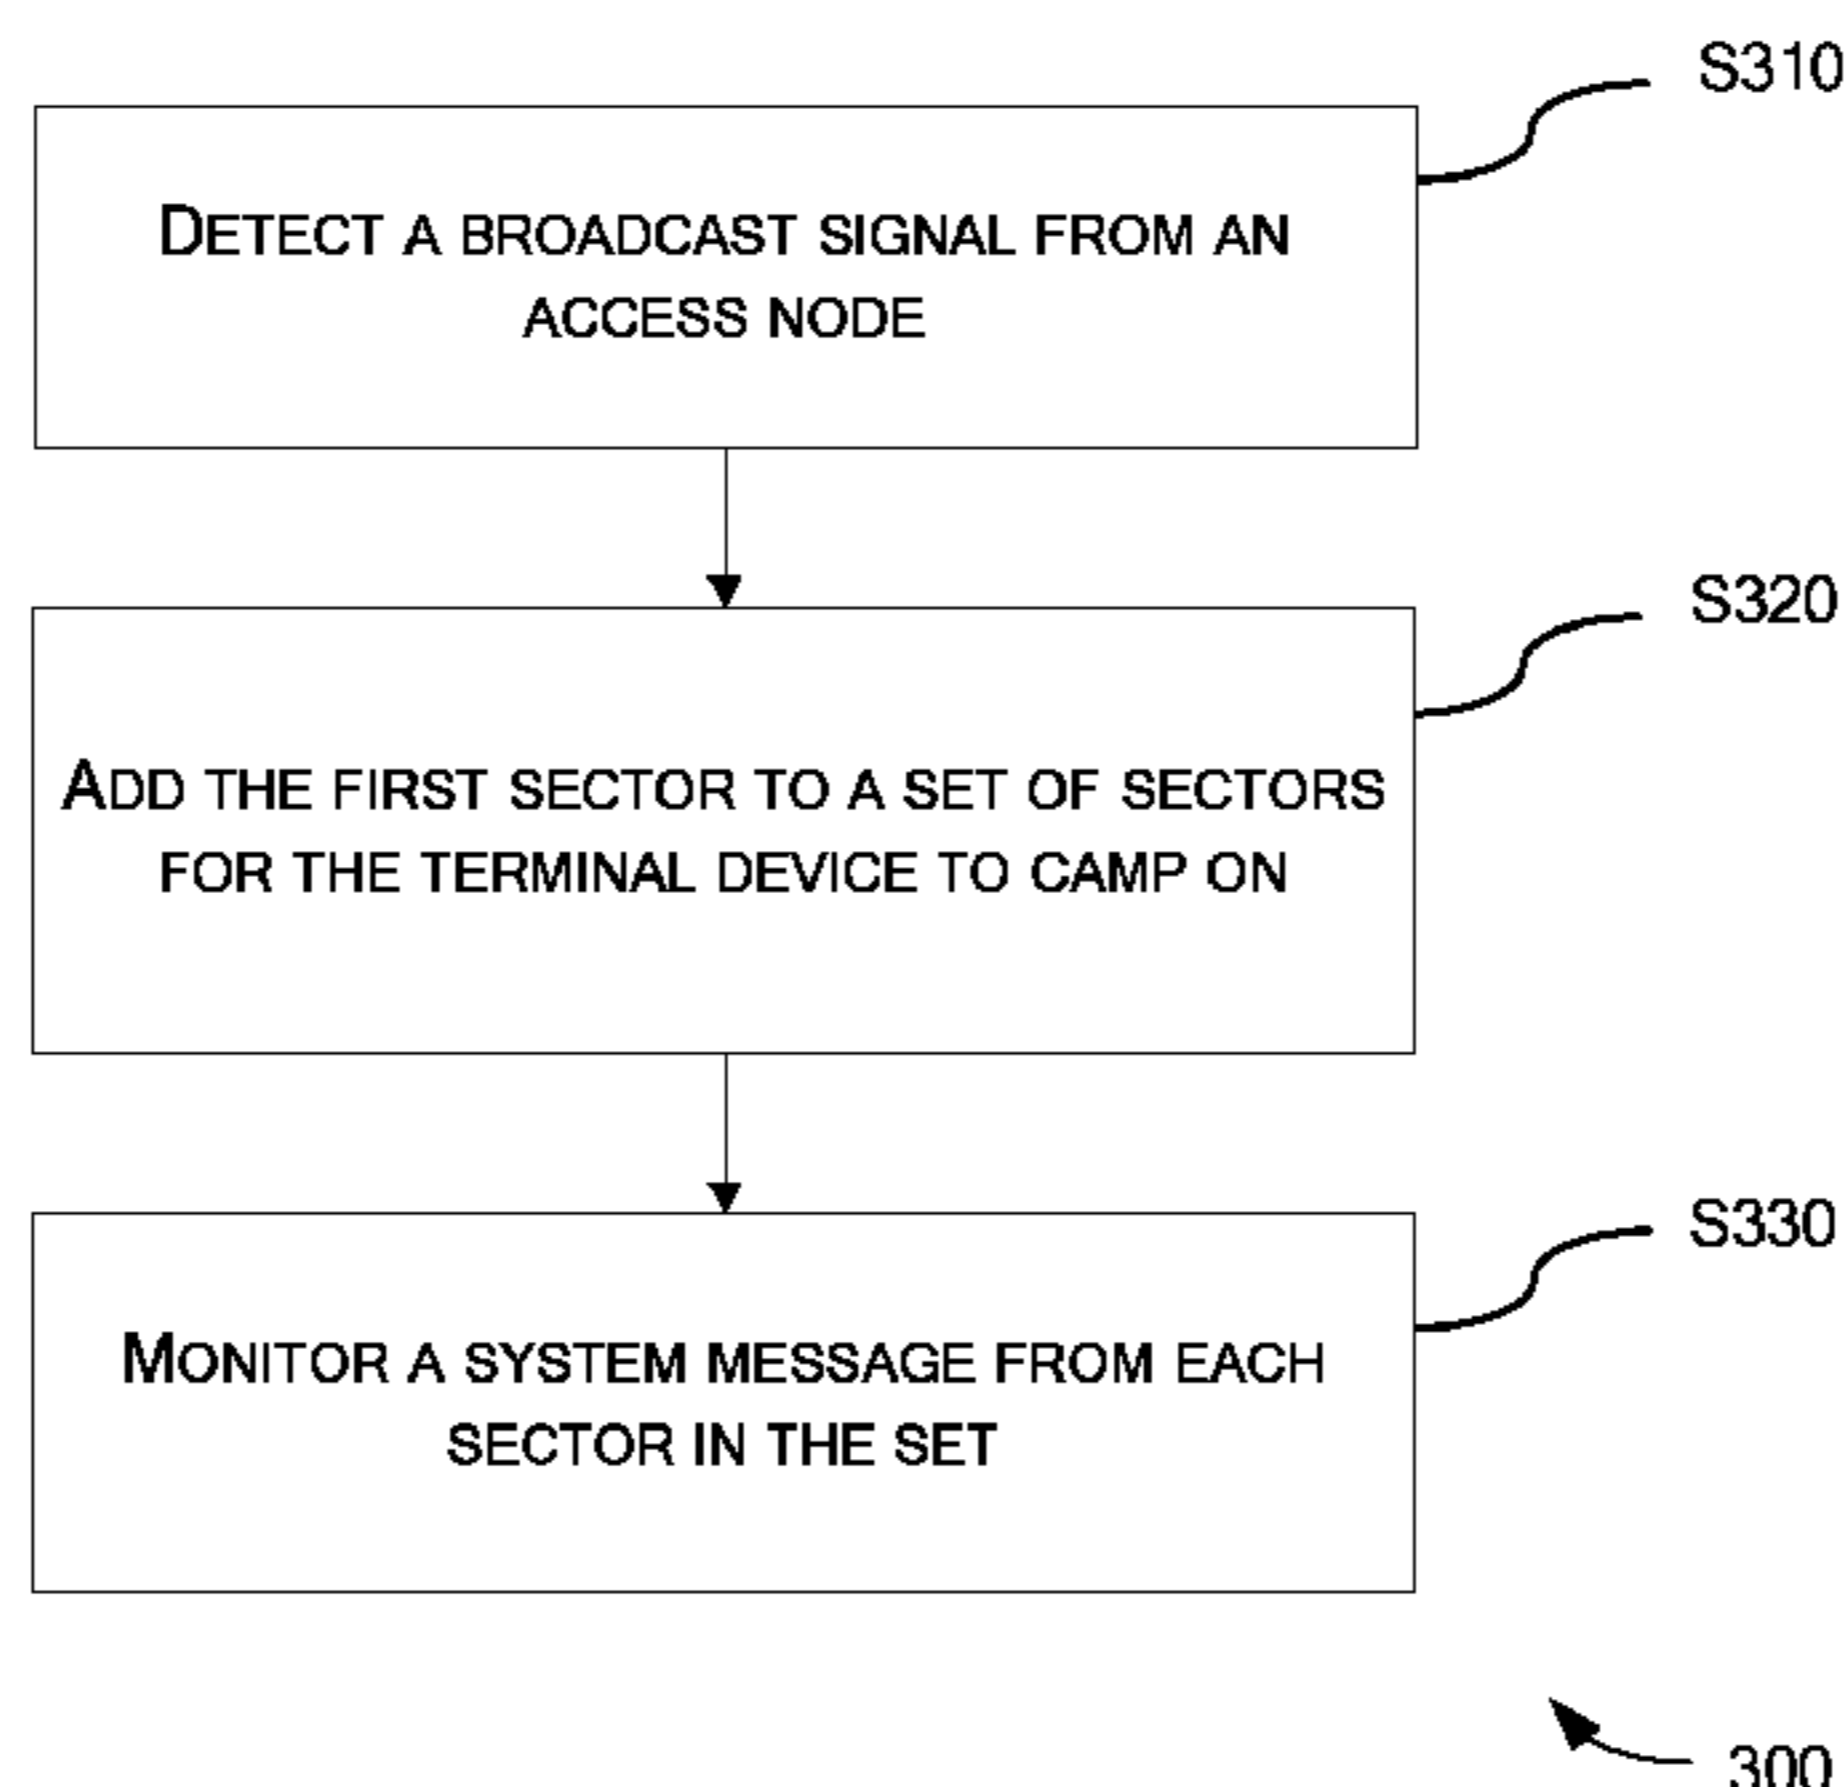 S310
DETECT A BROADCAST SIGNAL FROM AN
ACCESS NODE
S320
ADD THE FIRST SECTOR TO A SET OF SECTORS
FOR THE TERMINAL DEVICE TO CAMP ON
S330
MONITOR A SYSTEM MESSAGE FROM EACH
SECTOR IN THE SET
300